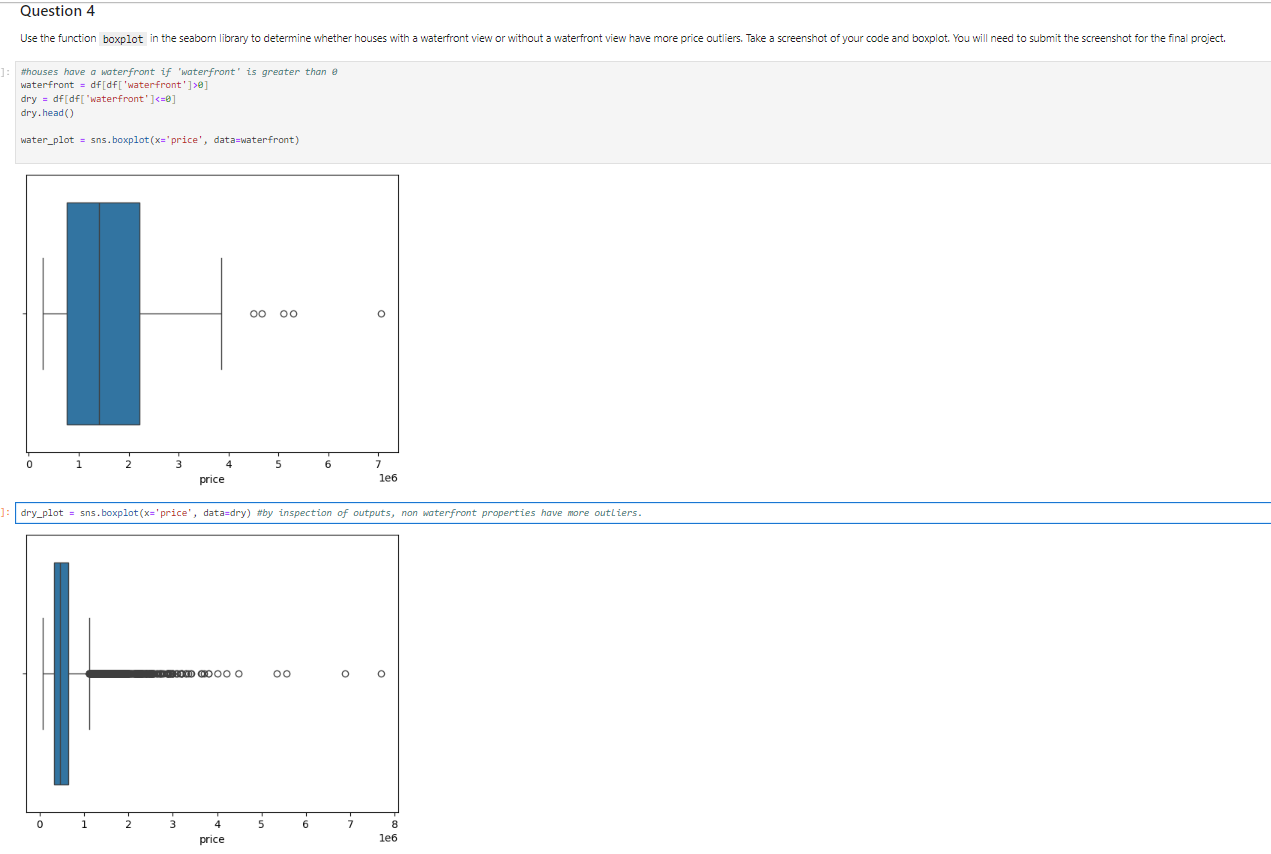 Question 4
Use the function boxplot in the seaborn library to determine whether houses with a waterfront view or without a waterfront view have more price outliers. Take a screenshot of your code and boxplot. You will need to submit the screenshot for the final project.
]: #houses have a waterfront if 'waterfront' is greater than 0
waterfront = df[df['waterfront']>0]
dry = df[df['waterfront']<=0]
dry.head()
water_plot = sns.boxplot(x='price', data=waterfront)
0 1 2 3 4 5 6 7
price 1e6
]: dry_plot = sns.boxplot(x='price', data=dry) #by inspection of outputs, non waterfront properties have more outliers.
0 1 2 3 4 5 6 7 8
price 1e6